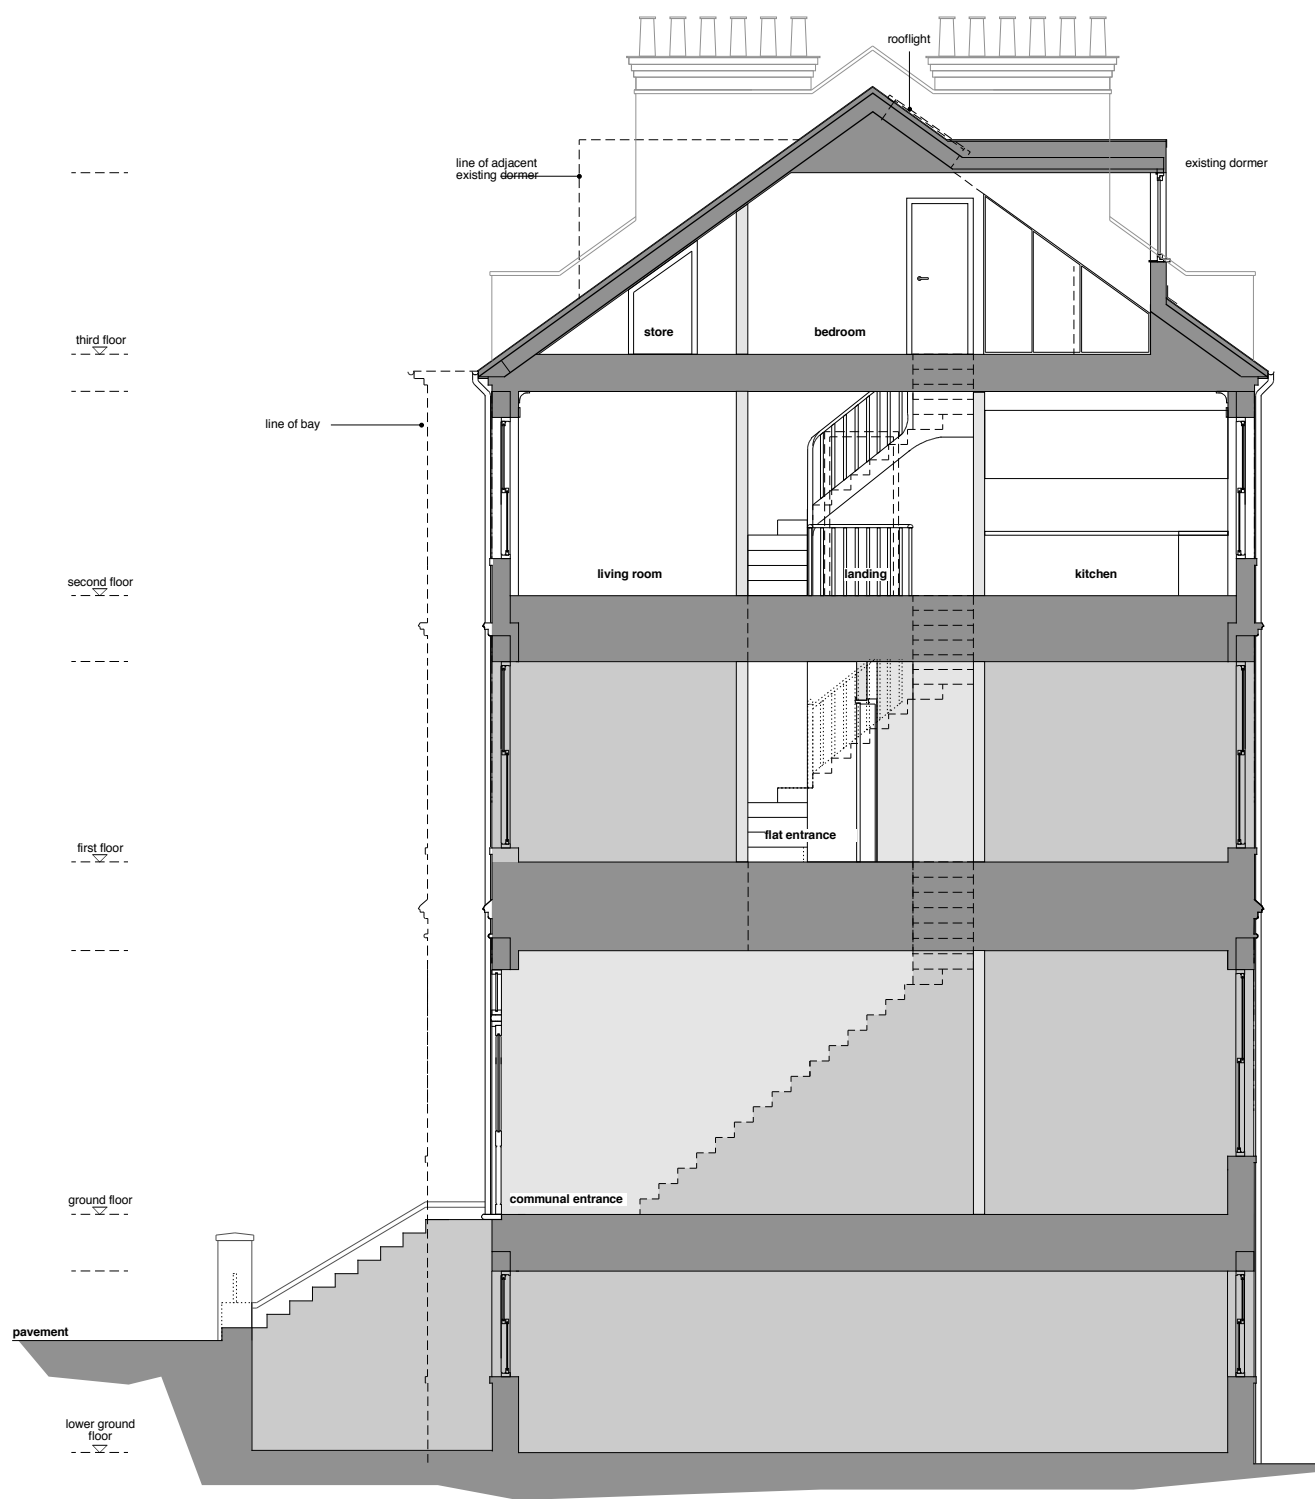 rooflight
line of adjacent
existing dormer
existing dormer
store
bedroom
third floor
line of bay
living room
landing
kitchen
second floor
flat entrance
first floor
communal entrance
ground floor
pavement
lower ground
floor